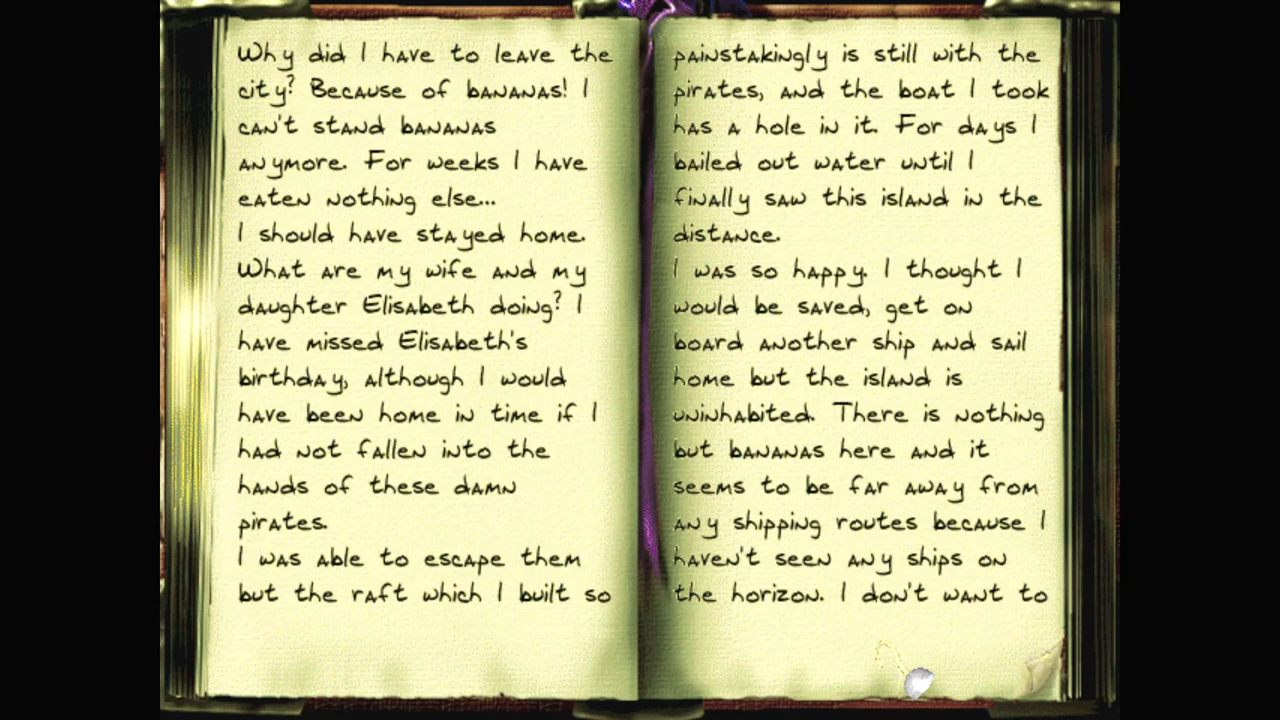 Why did I have to leave the
city? Because of bananas! I
can't stand bananas
anymore. For weeks I have
eaten nothing else...
I should have stayed home.
What are my wife and my
daughter Elisabeth doing? I
have missed Elisabeth's
birthday, although I would
have been home in time if I
had not fallen into the
hands of these damn
pirates.
I was able to escape them
but the raft which I built so
painstakingly is still with the
pirates, and the boat I took
has a hole in it. For days I
bailed out water until I
finally saw this island in the
distance.
I was so happy. I thought I
would be saved, get on
board another ship and sail
home but the island is
uninhabited. There is nothing
but bananas here and it
seems to be far away from
any shipping routes because I
haven't seen any ships on
the horizon. I don't want to